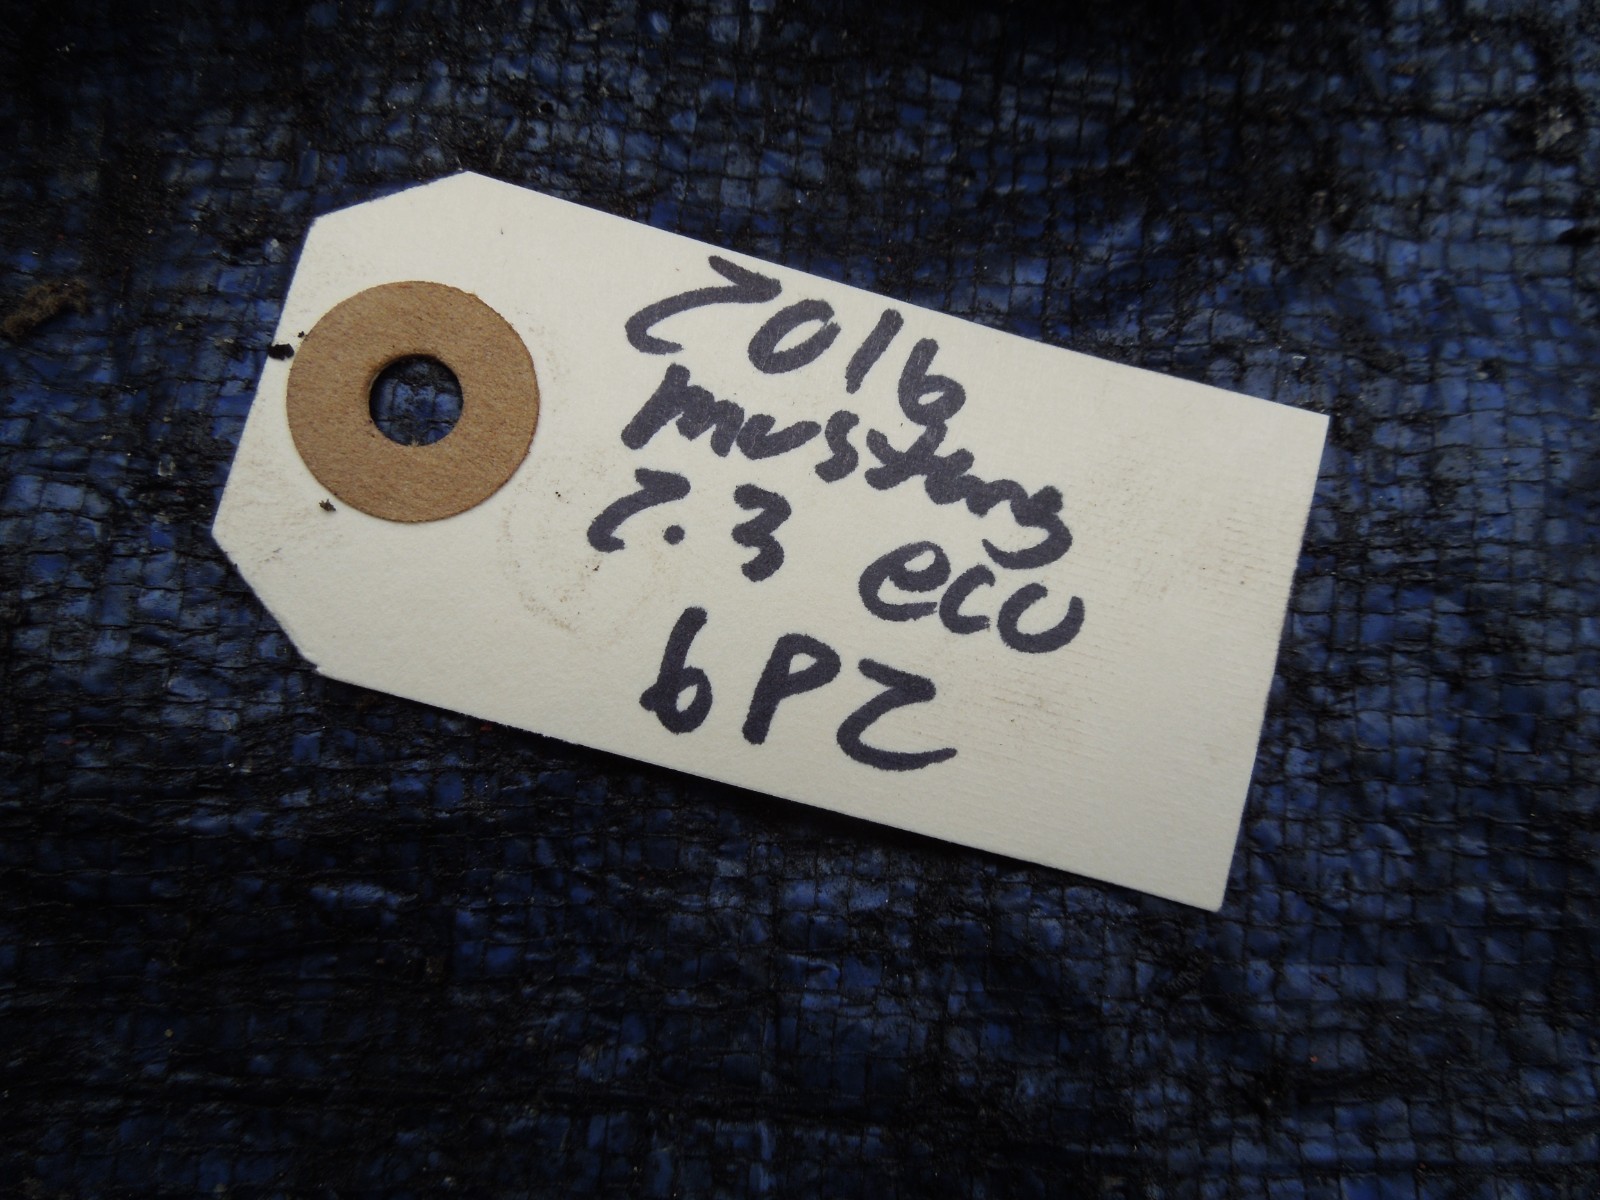 2016
mustang
2.3 ecu
6PZ